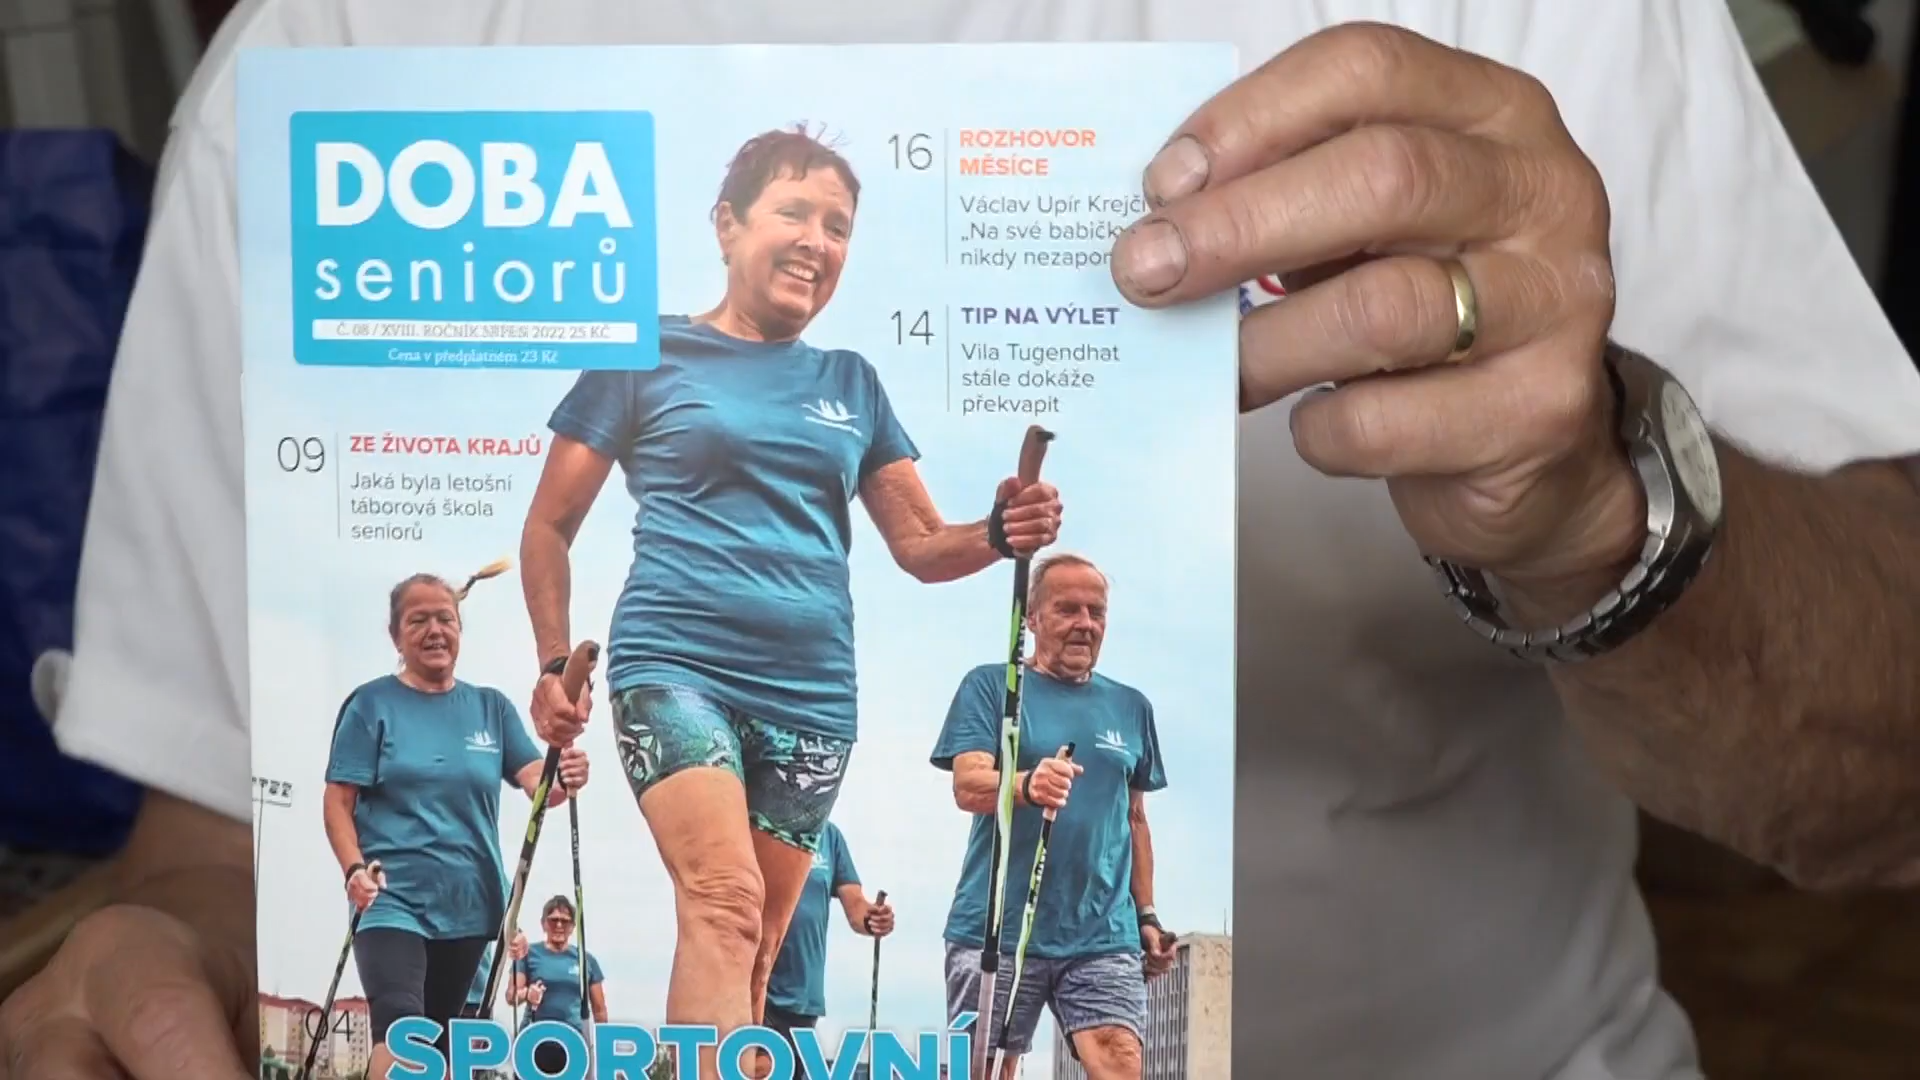 DOBA
seniorů
Č. 08 / XVIII. ROČNÍK SRPEN 2022 25 KČ
Cena v předplatném 23 Kč
16
ROZHOVOR
MĚSÍCE
Václav Upír Krejčí
„Na své babičky
nikdy nezapom
14
TIP NA VÝLET
Vila Tugendhat
stále dokáže
překvapit
09
ZE ŽIVOTA KRAJŮ
Jaká byla letošní
táborová škola
seniorů
04
SPORTOVNÍ